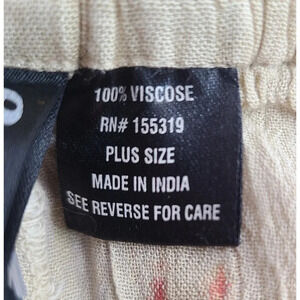 100% VISCOSE
RN# 155319
PLUS SIZE
MADE IN INDIA
SEE REVERSE FOR CARE